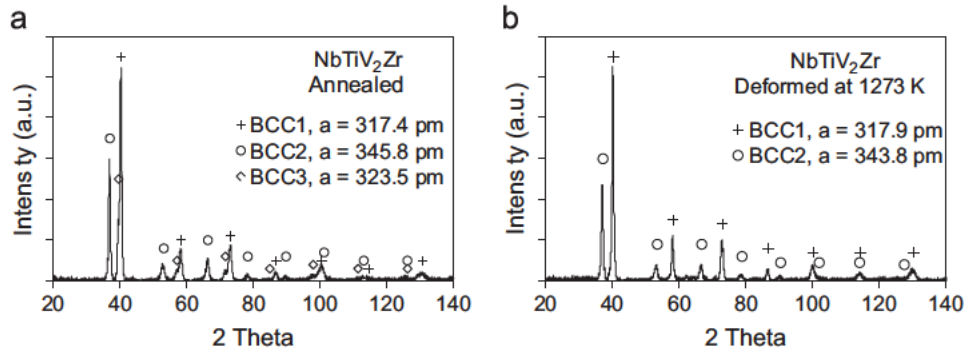 a
NbTiV₂Zr
Annealed
+ BCC1, a = 317.4 pm
○ BCC2, a = 345.8 pm
◇ BCC3, a = 323.5 pm
Intens ty (a.u.)
20 40 60 80 100 120 140
2 Theta
b
NbTiV₂Zr
Deformed at 1273 K
+ BCC1, a = 317.9 pm
○ BCC2, a = 343.8 pm
Intens ty (a.u.)
20 40 60 80 100 120 140
2 Theta